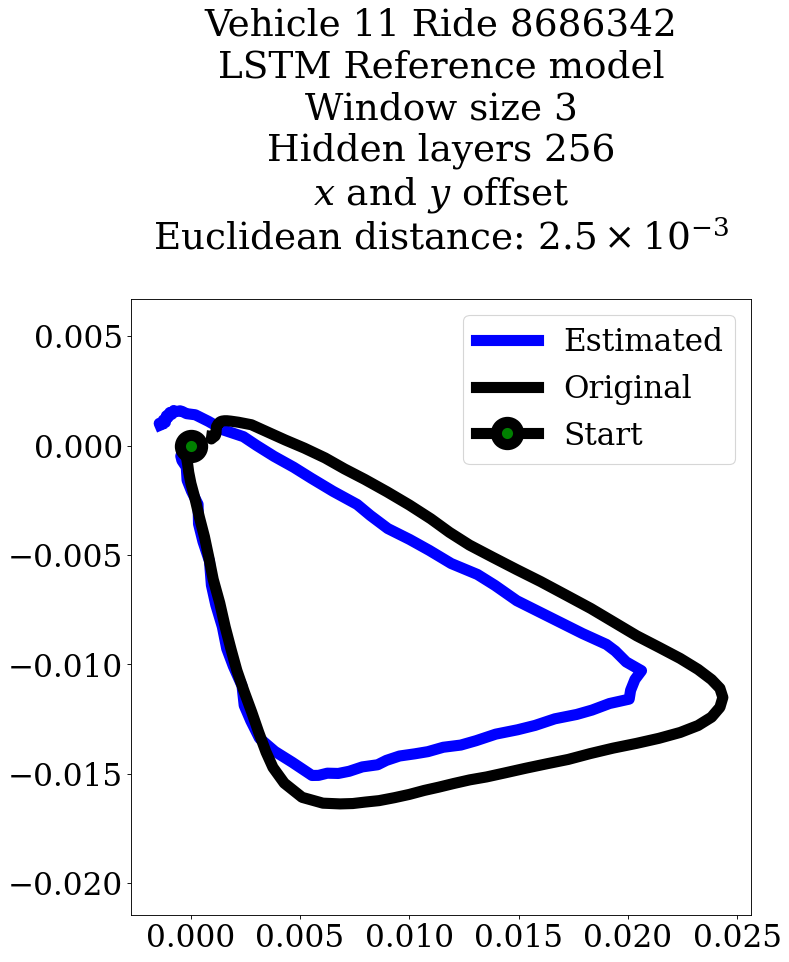 Vehicle 11 Ride 8686342
LSTM Reference model
Window size 3
Hidden layers 256
x and y offset
Euclidean distance: 2.5 × 10⁻³
Estimated
Original
Start
0.005
0.000
−0.005
−0.010
−0.015
−0.020
0.000 0.005 0.010 0.015 0.020 0.025